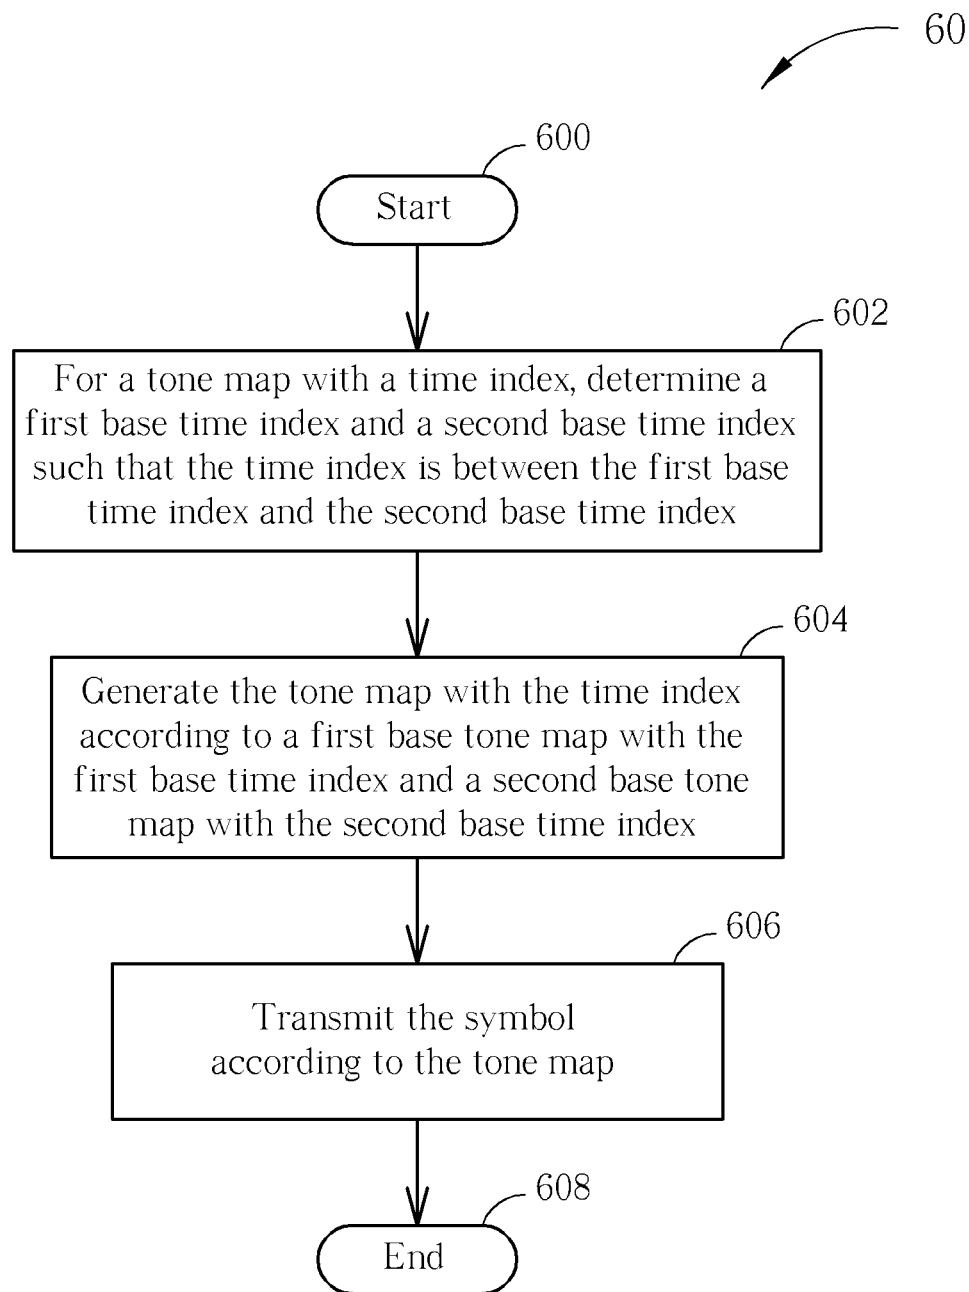 60
600
Start
602
For a tone map with a time index, determine a
first base time index and a second base time index
such that the time index is between the first base
time index and the second base time index
604
Generate the tone map with the time index
according to a first base tone map with the
first base time index and a second base tone
map with the second base time index
606
Transmit the symbol
according to the tone map
608
End